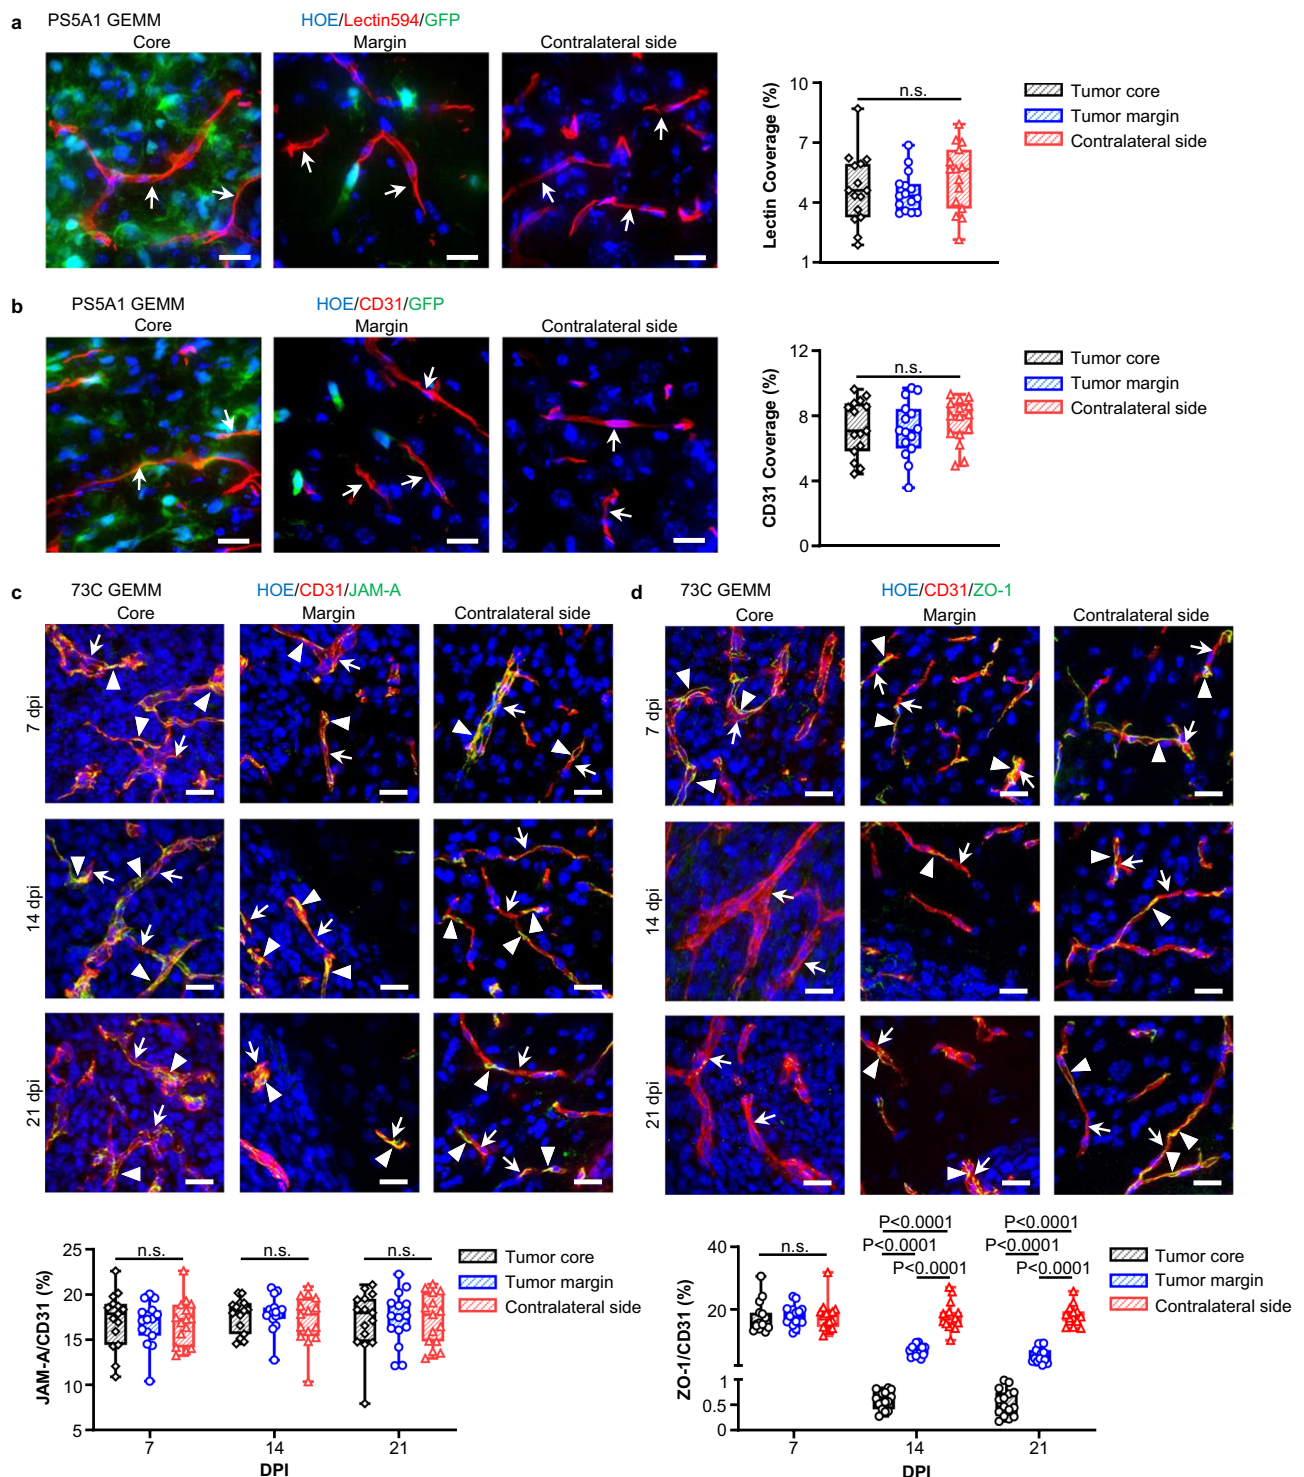 a
PS5A1 GEMM
HOE/Lectin594/GFP
Core
Margin
Contralateral side
Lectin Coverage (%)
10
7
4
1
n.s.
Tumor core
Tumor margin
Contralateral side
b
PS5A1 GEMM
HOE/CD31/GFP
Core
Margin
Contralateral side
CD31 Coverage (%)
12
8
4
0
n.s.
Tumor core
Tumor margin
Contralateral side
c
73C GEMM
HOE/CD31/JAM-A
Core
Margin
Contralateral side
7 dpi
14 dpi
21 dpi
JAM-A/CD31 (%)
25
20
15
10
5
n.s.
n.s.
n.s.
7
14
21
DPI
Tumor core
Tumor margin
Contralateral side
d
73C GEMM
HOE/CD31/ZO-1
Core
Margin
Contralateral side
7 dpi
14 dpi
21 dpi
ZO-1/CD31 (%)
40
20
1
0.5
0
n.s.
P<0.0001
P<0.0001
P<0.0001
P<0.0001
P<0.0001
P<0.0001
7
14
21
DPI
Tumor core
Tumor margin
Contralateral side